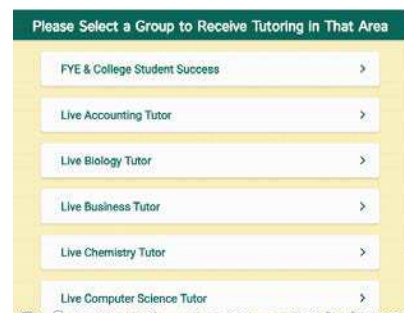 Please Select a Group to Receive Tutoring in That Area
FYE & College Student Success
Live Accounting Tutor
Live Biology Tutor
Live Business Tutor
Live Chemistry Tutor
Live Computer Science Tutor